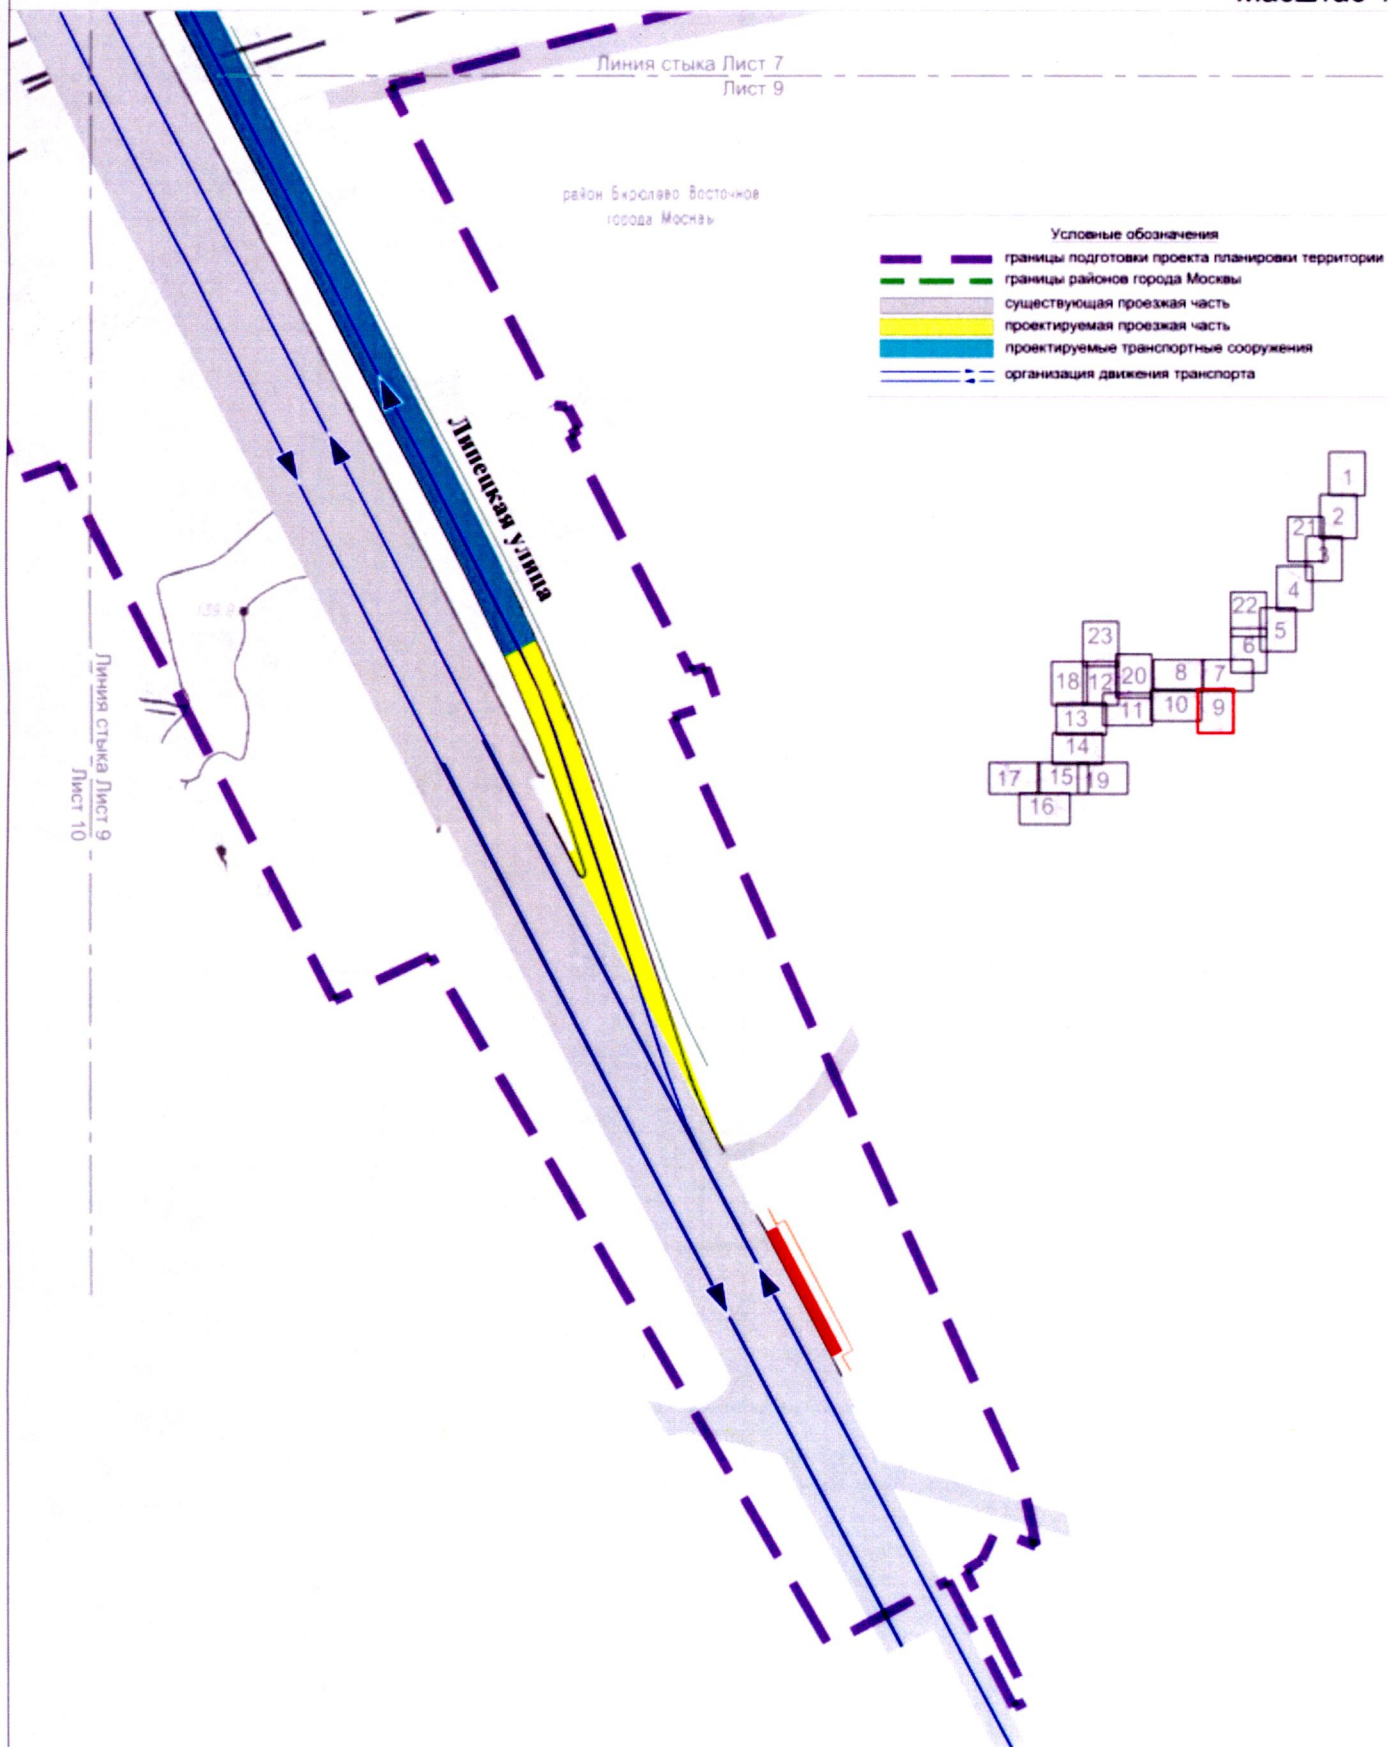 Линия стыка Лист 7
Лист 9
район Бирюлево Восточное
города Москвы
Условные обозначения
границы подготовки проекта планировки территории
границы районов города Москвы
существующая проезжая часть
проектируемая проезжая часть
проектируемые транспортные сооружения
организация движения транспорта
Липецкая улица
1
2
21
3
4
22
5
6
23
18
12
20
8
7
13
11
10
9
14
17
15
19
16
Линия стыка Лист 9
Лист 10